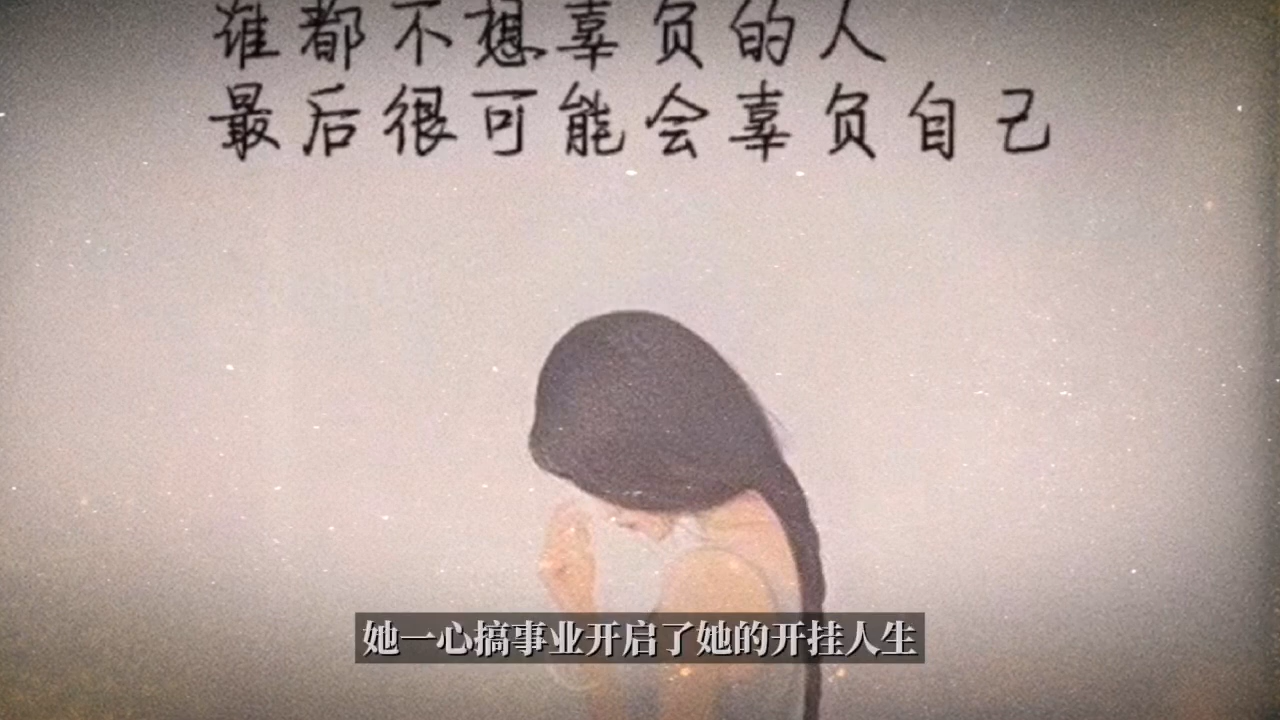 谁都不想辜负的人
最后很可能会辜负自己
她一心搞事业开启了她的开挂人生